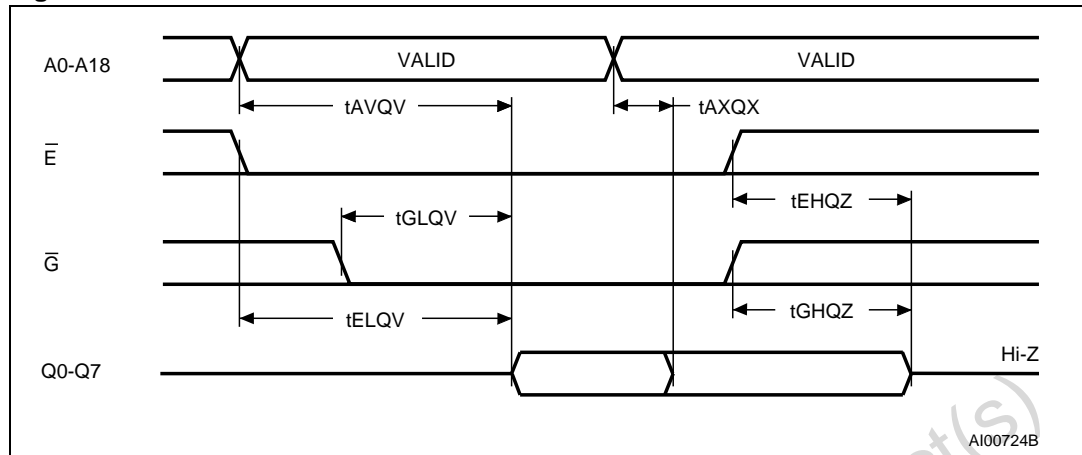 A0-A18
VALID
VALID
tAVQV
tAXQX
E̅
tEHQZ
tGLQV
G̅
tGHQZ
tELQV
Hi-Z
Q0-Q7
AI00724B